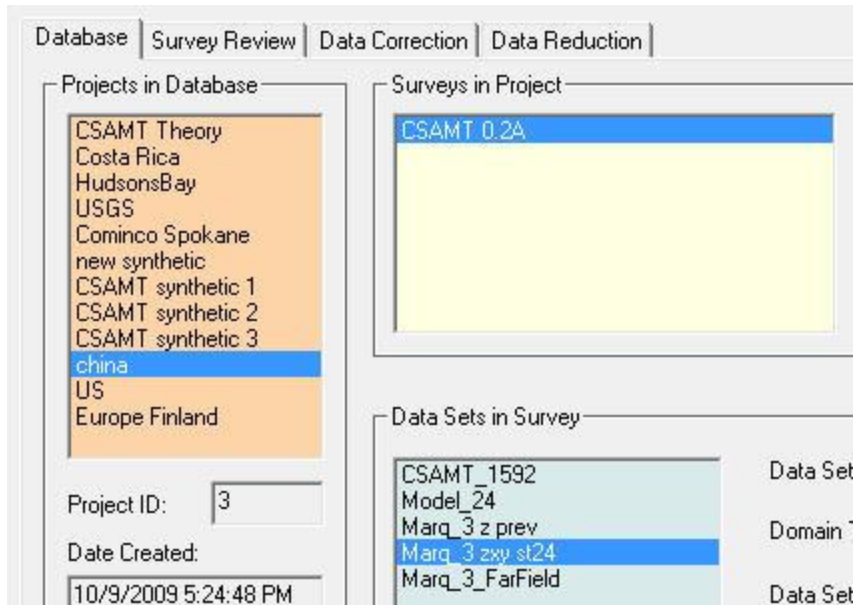 Database Survey Review Data Correction Data Reduction
Projects in Database
CSAMT Theory
Costa Rica
HudsonsBay
USGS
Cominco Spokane
new synthetic
CSAMT synthetic 1
CSAMT synthetic 2
CSAMT synthetic 3
china
US
Europe Finland
Project ID: 3
Date Created:
10/9/2009 5:24:48 PM
Surveys in Project
CSAMT 0.2A
Data Sets in Survey
CSAMT_1592
Model_24
Marq_3 z prev
Marq_3 zxy st24
Marq_3_FarField
Data Set
Domain
Data Set